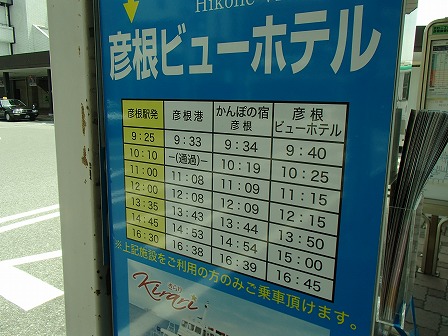 Hikone
彦根ビューホテル
彦根駅発 彦根港 かんぽの宿彦根 彦根ビューホテル
9:25 9:33 9:34 9:40
10:10 −(通過)− 10:19 10:25
11:00 11:08 11:09 11:15
12:00 12:08 12:09 12:15
13:35 13:43 13:44 13:50
14:45 14:53 14:54 15:00
16:30 16:38 16:39 16:45
※上記施設をご利用の方のみご乗車頂けます。
Kirari